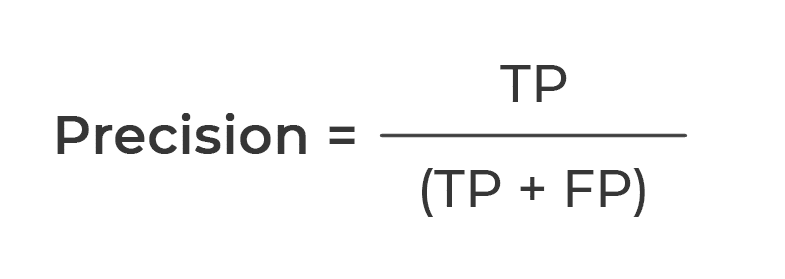 TP
Precision =
(TP + FP)